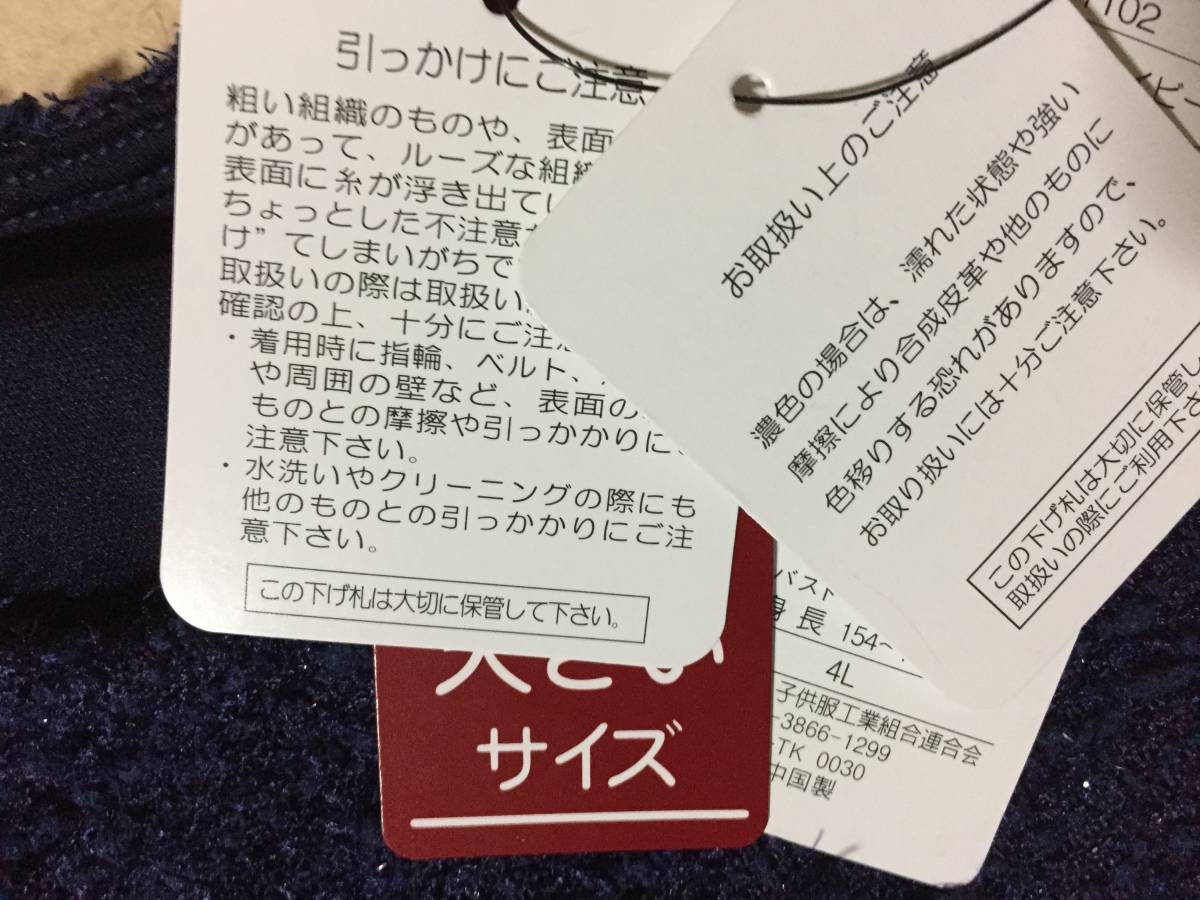 引っかけにご注意
粗い組織のものや、表面
があって、ルーズな組織
表面に糸が浮き出てい
ちょっとした不注意
け”てしまいがちで
取扱いの際は取扱い
確認の上、十分にご注
・着用時に指輪、ベルト、
や周囲の壁など、表面の
ものとの摩擦や引っかかりに、
注意下さい。
・水洗いやクリーニングの際にも
他のものとの引っかかりにご注
意下さい。
この下げ札は大切に保管して下さい。
お取扱い上のご注意
濃色の場合は、濡れた状態や強い
摩擦により合成皮革や他のものに
色移りする恐れがありますので、
お取り扱いには十分ご注意下さい。
この下げ札は大切に保管し
取扱いの際にご利用下さ
大きい
サイズ
102
ビー
バスト
身長 154~
4L
子供服工業組合連合会
-3866-1299
TK 0030
中国製